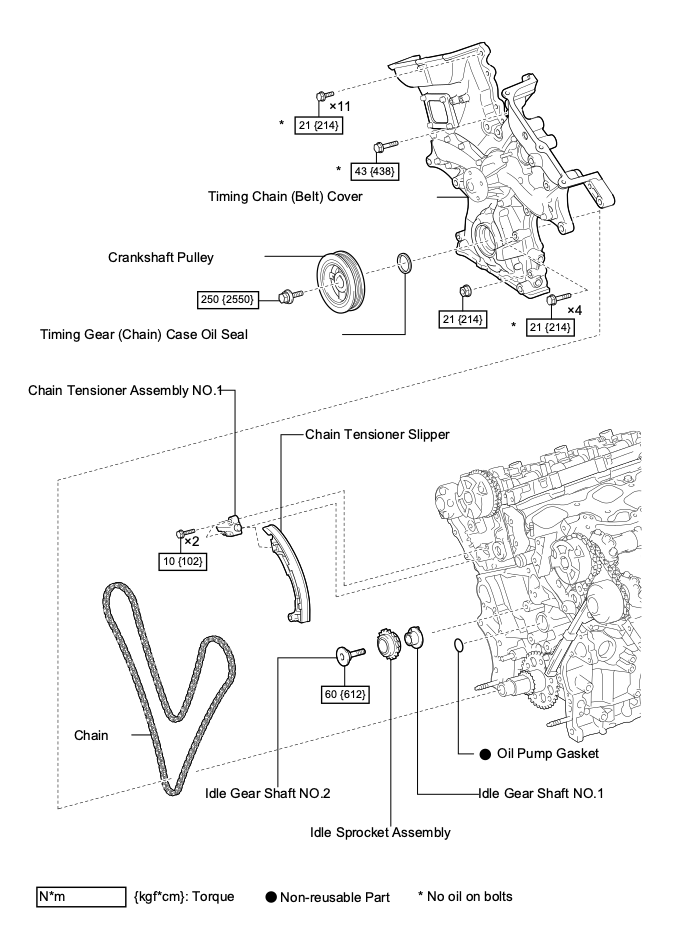 ×11
* 21 {214}
* 43 {438}
Timing Chain (Belt) Cover
Crankshaft Pulley
250 {2550}
21 {214}
×4
* 21 {214}
Timing Gear (Chain) Case Oil Seal
Chain Tensioner Assembly NO.1
Chain Tensioner Slipper
×2
10 {102}
60 {612}
Chain
Oil Pump Gasket
Idle Gear Shaft NO.2
Idle Gear Shaft NO.1
Idle Sprocket Assembly
N*m {kgf*cm}: Torque ● Non-reusable Part * No oil on bolts